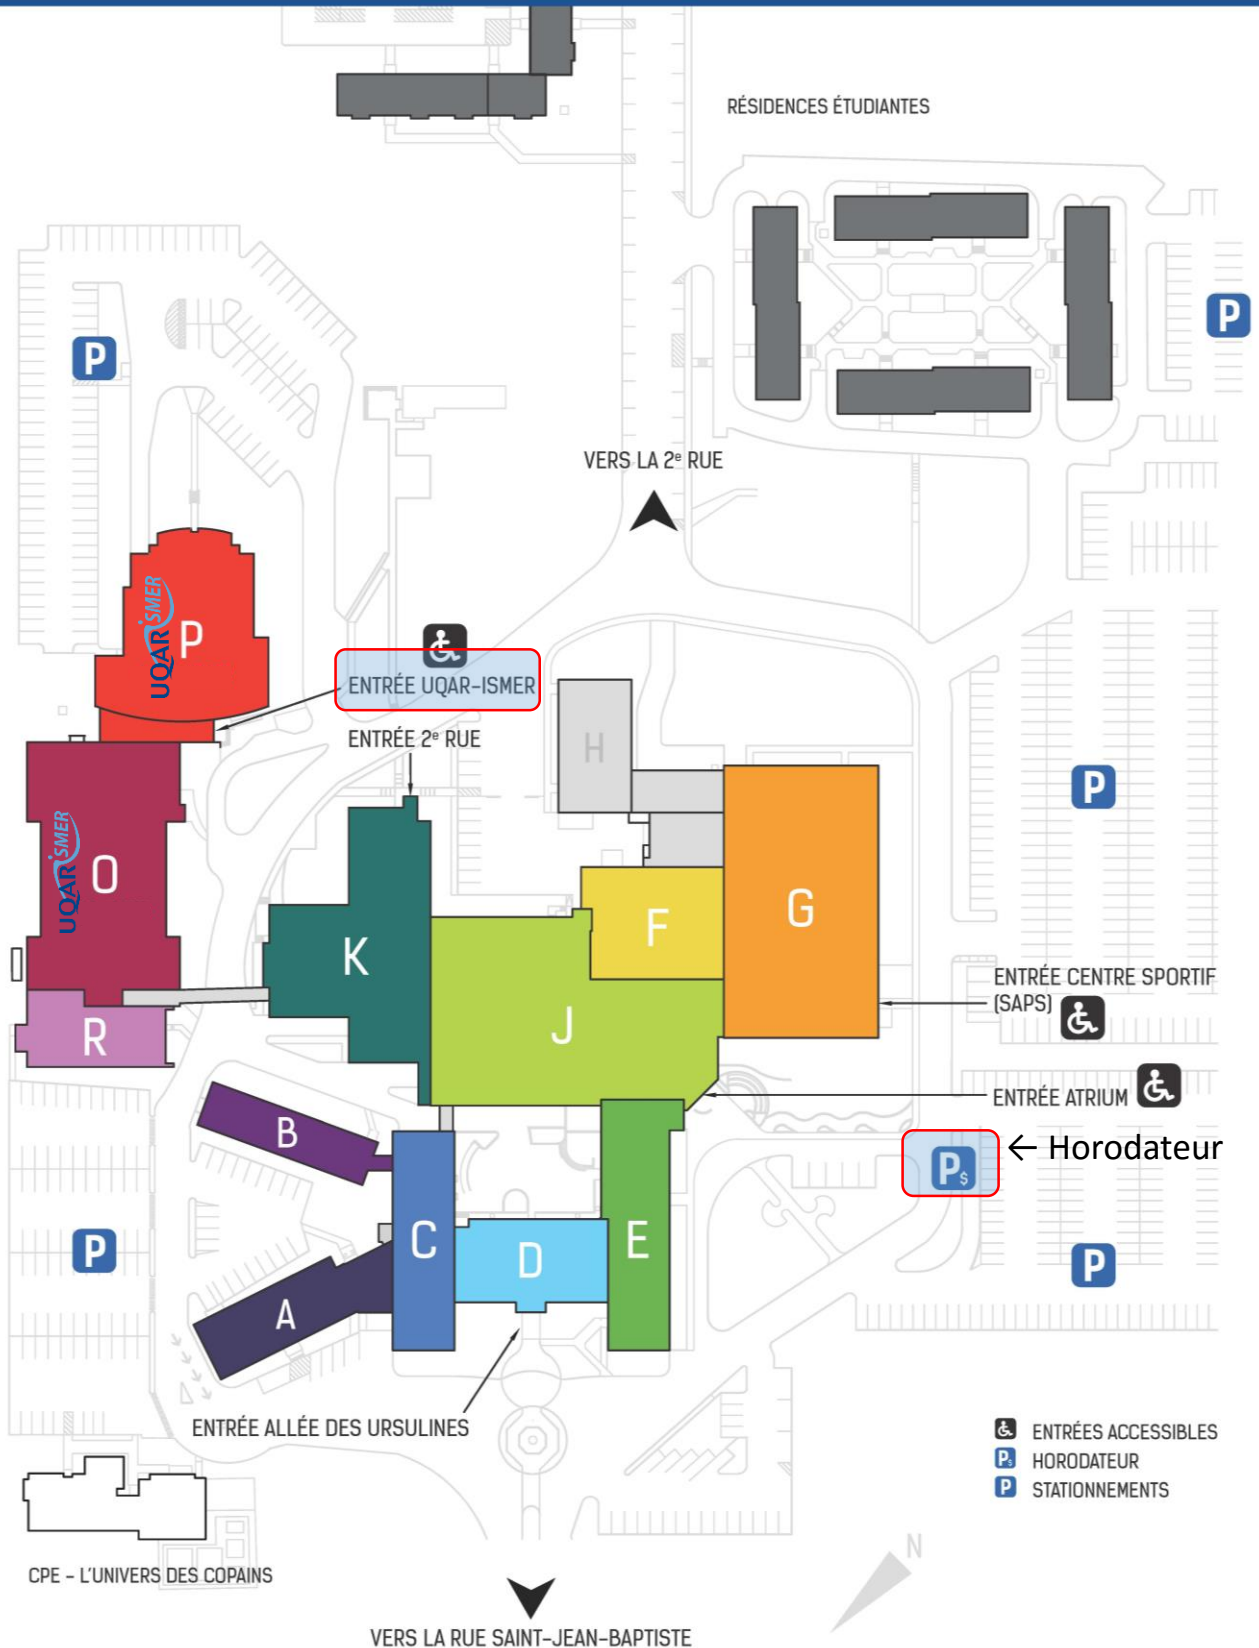 RÉSIDENCES ÉTUDIANTES
P
P
VERS LA 2e RUE
UQAR ISMER
P
ENTRÉE UQAR-ISMER
ENTRÉE 2e RUE
H
P
UQAR ISMER
O
K
F
G
J
R
ENTRÉE CENTRE SPORTIF
(SAPS)
ENTRÉE ATRIUM
B
P$
← Horodateur
P
C
D
E
P
A
ENTRÉE ALLÉE DES URSULINES
ENTRÉES ACCESSIBLES
P$ HORODATEUR
P STATIONNEMENTS
CPE - L'UNIVERS DES COPAINS
N
VERS LA RUE SAINT-JEAN-BAPTISTE